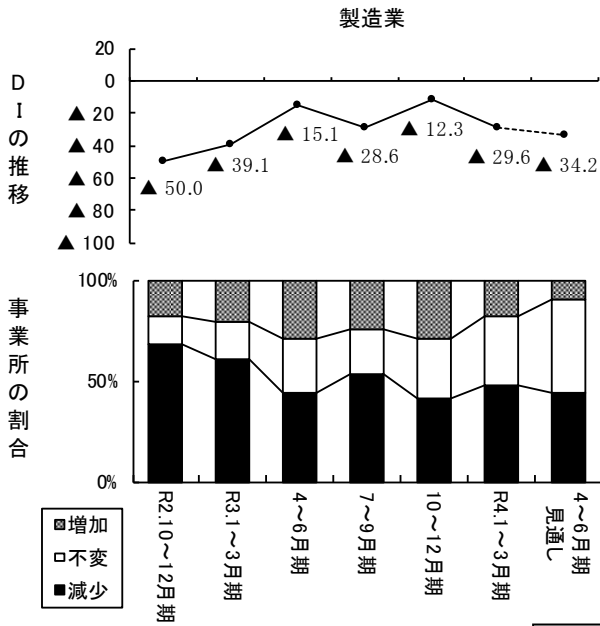 製造業
DIの推移
20
0
▲ 20
▲ 40
▲ 60
▲ 80
▲ 100
▲ 50.0
▲ 39.1
▲ 15.1
▲ 28.6
▲ 12.3
▲ 29.6
▲ 34.2
事業所の割合
100%
50%
0%
R2.10～12月期
R3.1～3月期
4～6月期
7～9月期
10～12月期
R4.1～3月期
4～6月期
見通し
増加
不変
減少